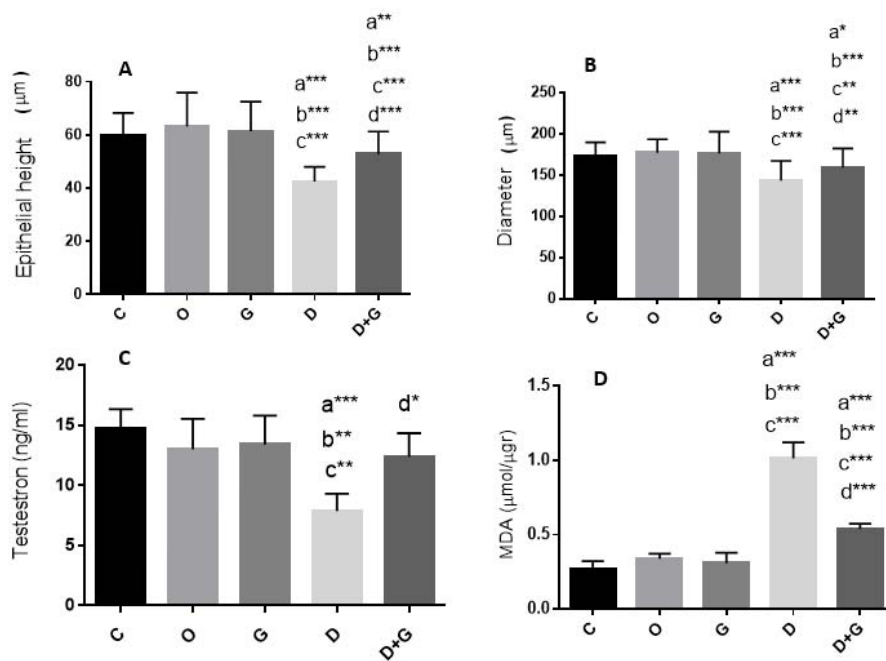 A
Epithelial height (μm)
80
60
40
20
0
a***
b***
c***
a**
b***
c***
d***
C
O
G
D
D+G
B
Diameter (μm)
250
200
150
100
50
0
a***
b***
c***
a*
b***
c**
d**
C
O
G
D
D+G
C
Testestron (ng/ml)
20
15
10
5
0
a***
b**
c**
d*
C
O
G
D
D+G
D
MDA (μmol/μgr)
1.5
1.0
0.5
0.0
a***
b***
c***
a***
b***
c***
d***
C
O
G
D
D+G